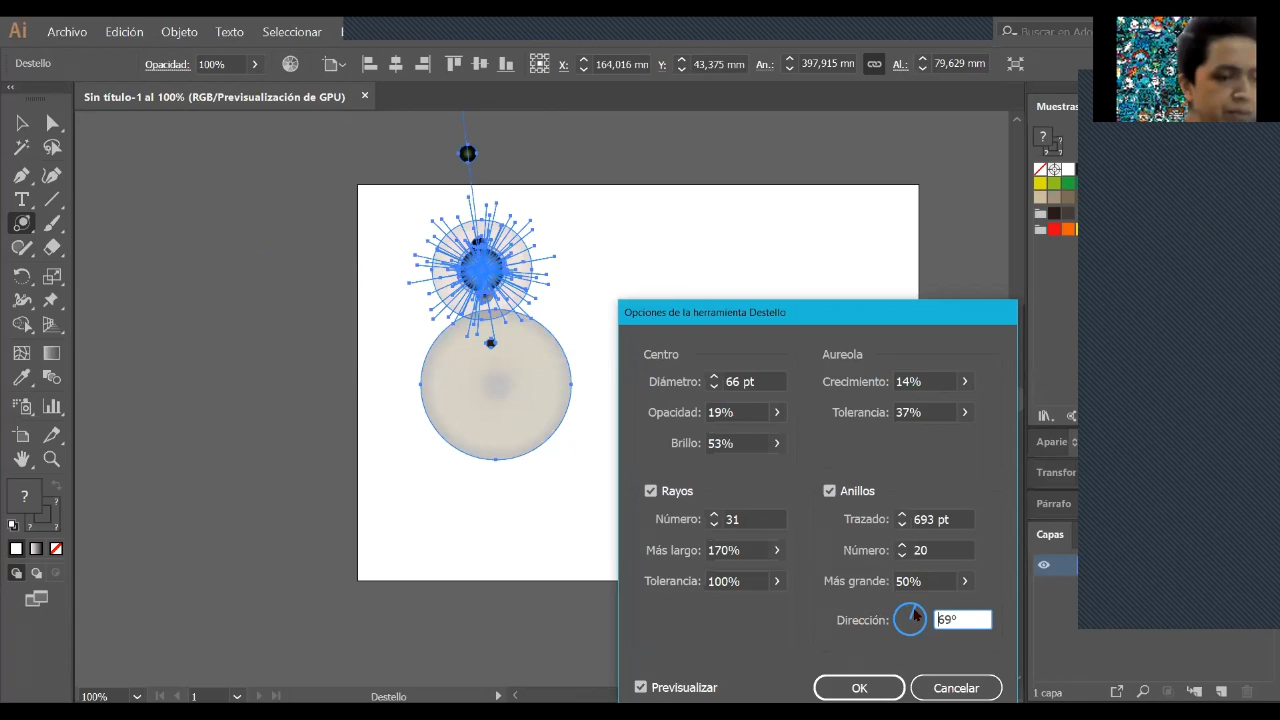 Ai Archivo Edición Objeto Texto Seleccionar
Buscar en Ado
Destello Opacidad: 100% X: 164,016 mn Y: 43,375 mm An.: 397,915 mn Al.: 79,629 mm
Sin título-1 al 100% (RGB/Previsualización de GPU) ×
Muestras
?
T
Opciones de la herramienta Destello
Centro Aureola
Diámetro: 66 pt Crecimiento: 14%
Opacidad: 19% Tolerancia: 37%
Brillo: 53%
Rayos Anillos
Número: 31 Trazado: 693 pt
Más largo: 170% Número: 20
Tolerancia: 100% Más grande: 50%
Dirección: 69°
Previsualizar OK Cancelar
Aparie
Transfor
Párrafo
Capas
? ?
?
100% 1 Destello 1 capa